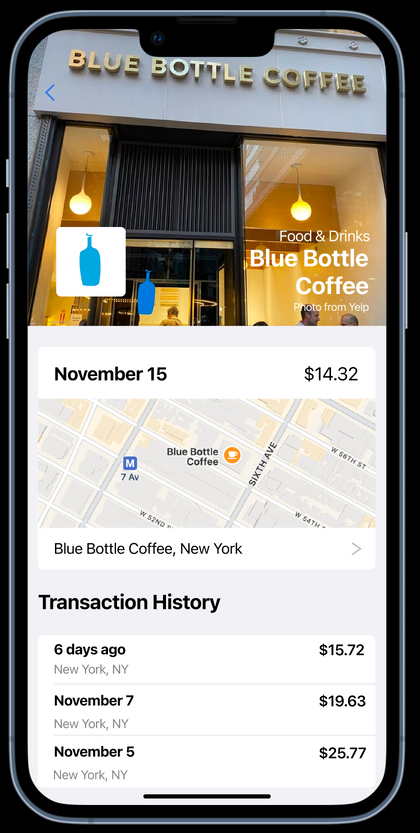 BLUE BOTTLE COFFEE
Food & Drinks
Blue Bottle
Coffee
Photo from Yelp
November 15
$14.32
Blue Bottle
Coffee
M
7 Av
SIXTH AVE
W 56TH ST
W 52ND
W 54TH ST
Blue Bottle Coffee, New York
Transaction History
6 days ago
$15.72
New York, NY
November 7
$19.63
New York, NY
November 5
$25.77
New York, NY